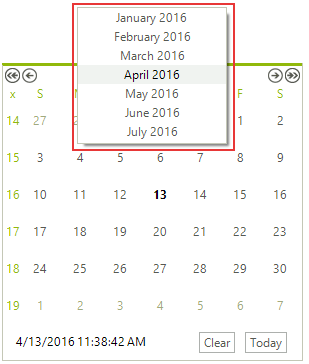 January 2016
February 2016
March 2016
April 2016
May 2016
June 2016
July 2016
x S F S
14 27 1 2
15 3 4 5 6 7 8 9
16 10 11 12 13 14 15 16
17 17 18 19 20 21 22 23
18 24 25 26 27 28 29 30
19 1 2 3 4 5 6 7
4/13/2016 11:38:42 AM Clear Today